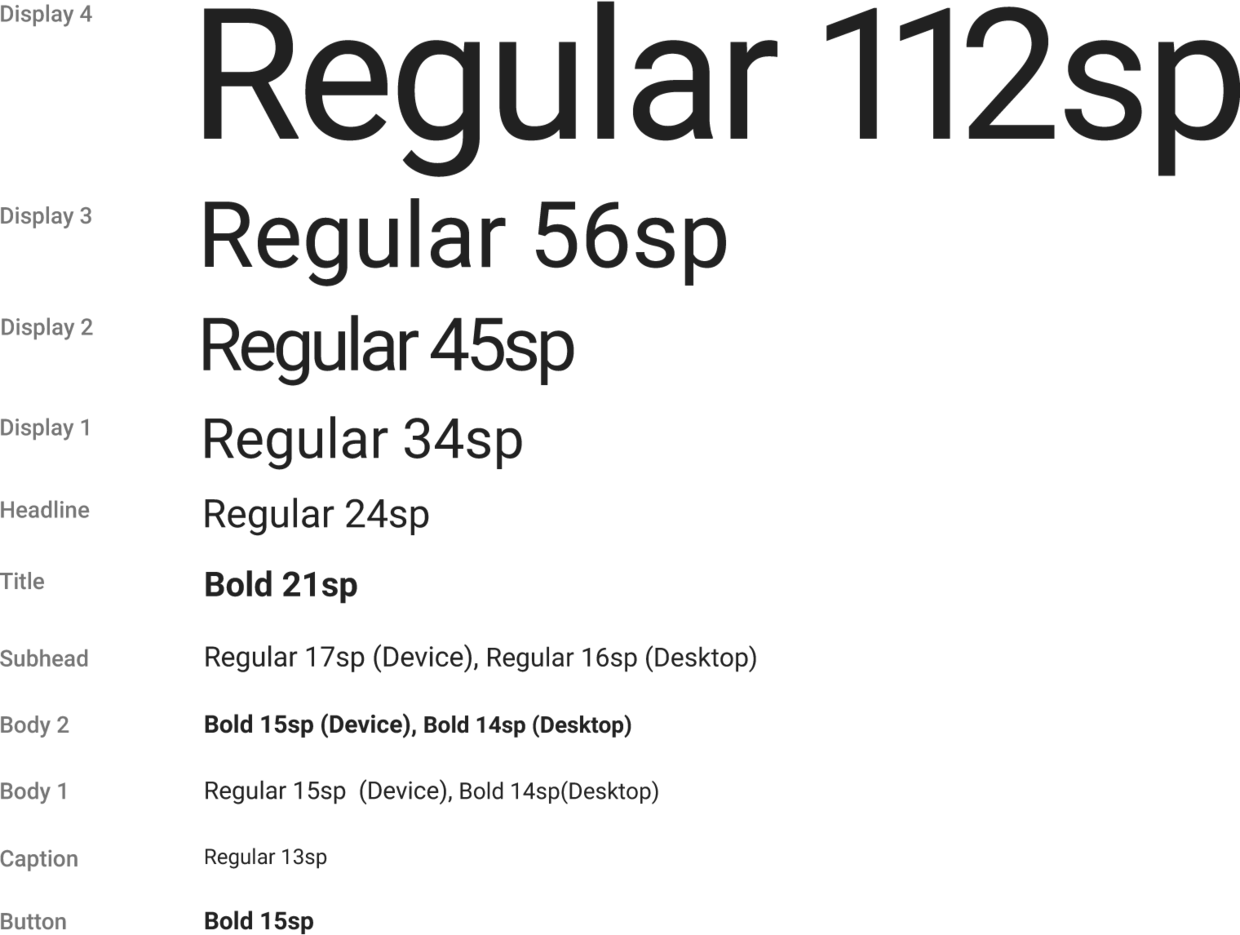 Display 4 Regular 112sp
Display 3 Regular 56sp
Display 2 Regular 45sp
Display 1 Regular 34sp
Headline Regular 24sp
Title Bold 21sp
Subhead Regular 17sp (Device), Regular 16sp (Desktop)
Body 2 Bold 15sp (Device), Bold 14sp (Desktop)
Body 1 Regular 15sp  (Device), Bold 14sp(Desktop)
Caption Regular 13sp
Button Bold 15sp